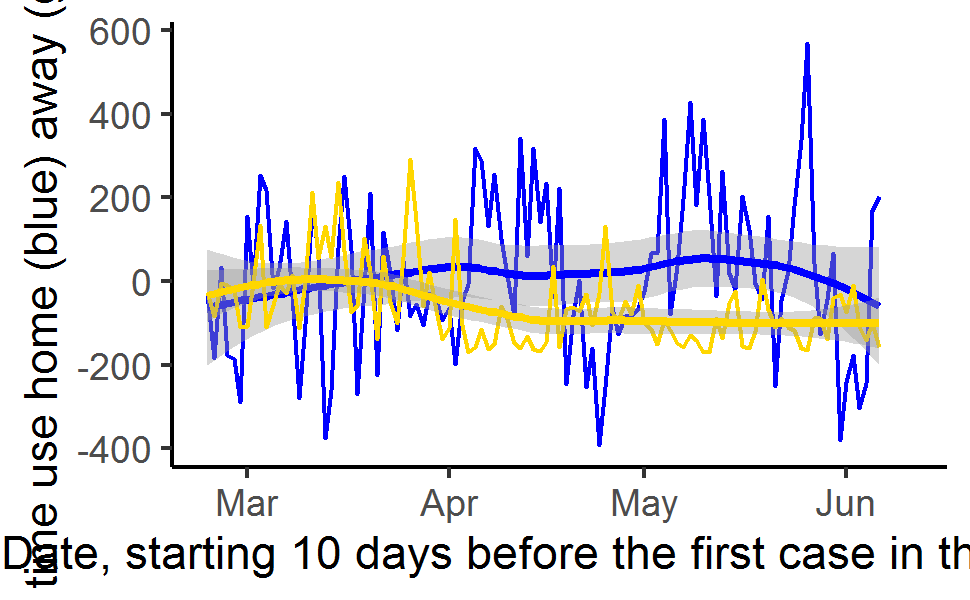 time use home (blue) away (
600
400
200
0
-200
-400
Mar Apr May Jun
Date, starting 10 days before the first case in th